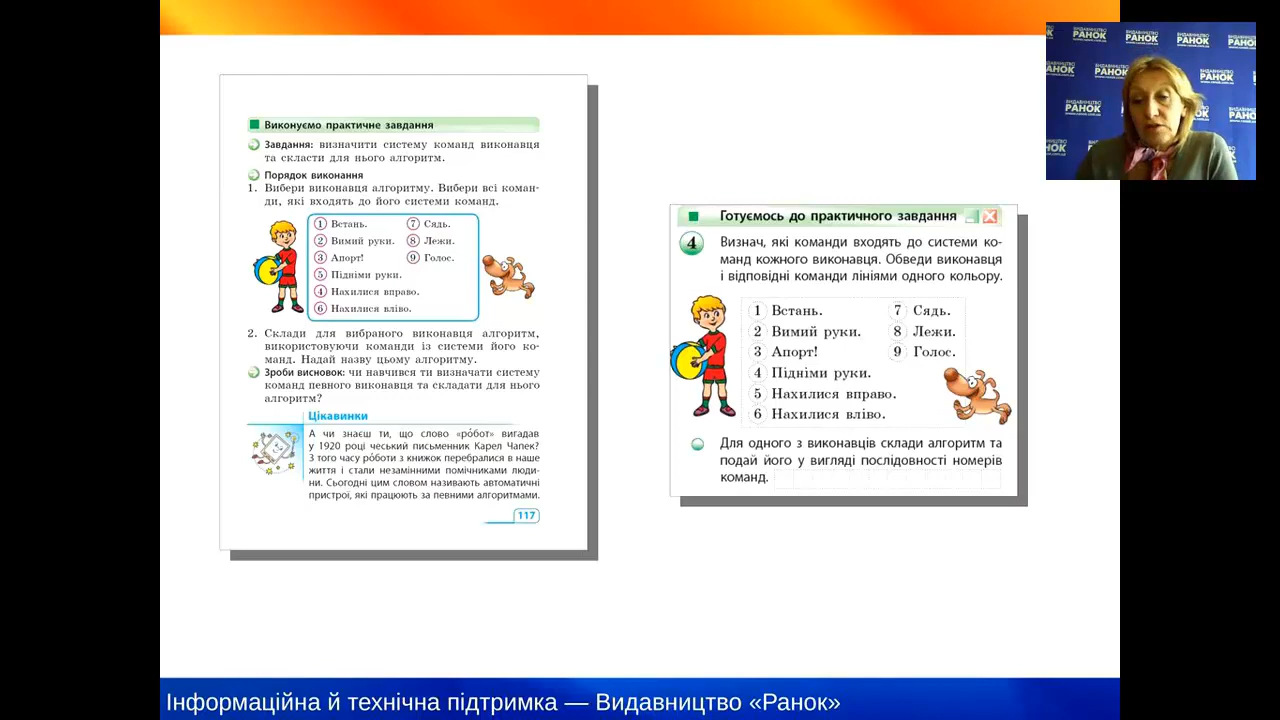 Виконуємо практичне завдання
Завдання: визначити систему команд виконавця
та скласти для нього алгоритм.
Порядок виконання
1. Вибери виконавця алгоритму. Вибери всі коман-
ди, які входять до його системи команд.
1 Встань. 7 Сядь.
2 Вимий руки. 8 Лежи.
3 Апорт! 9 Голос.
5 Підніми руки.
4 Нахилися вправо.
6 Нахилися вліво.
2. Склади для вибраного виконавця алгоритм,
використовуючи команди із системи його ко-
манд. Надай назву цьому алгоритму.
Зроби висновок: чи навчився ти визначати систему
команд певного виконавця та складати для нього
алгоритм?
Цікавинки
А чи знаєш ти, що слово «ро́бот» вигадав
у 1920 році чеський письменник Карел Чапек?
З того часу ро́боти з книжок перебралися в наше
життя і стали незамінними помічниками люди-
ни. Сьогодні цим словом називають автоматичні
пристрої, які працюють за певними алгоритмами.
117
Готуємось до практичного завдання
4 Визнач, які команди входять до системи ко-
манд кожного виконавця. Обведи виконавця
і відповідні команди лініями одного кольору.
1 Встань. 7 Сядь.
2 Вимий руки. 8 Лежи.
3 Апорт! 9 Голос.
4 Підніми руки.
5 Нахилися вправо.
6 Нахилися вліво.
Для одного з виконавців склади алгоритм та
подай його у вигляді послідовності номерів
команд.
ВИДАВНИЦТВО
РАНОК
Інформаційна й технічна підтримка — Видавництво «Ранок»